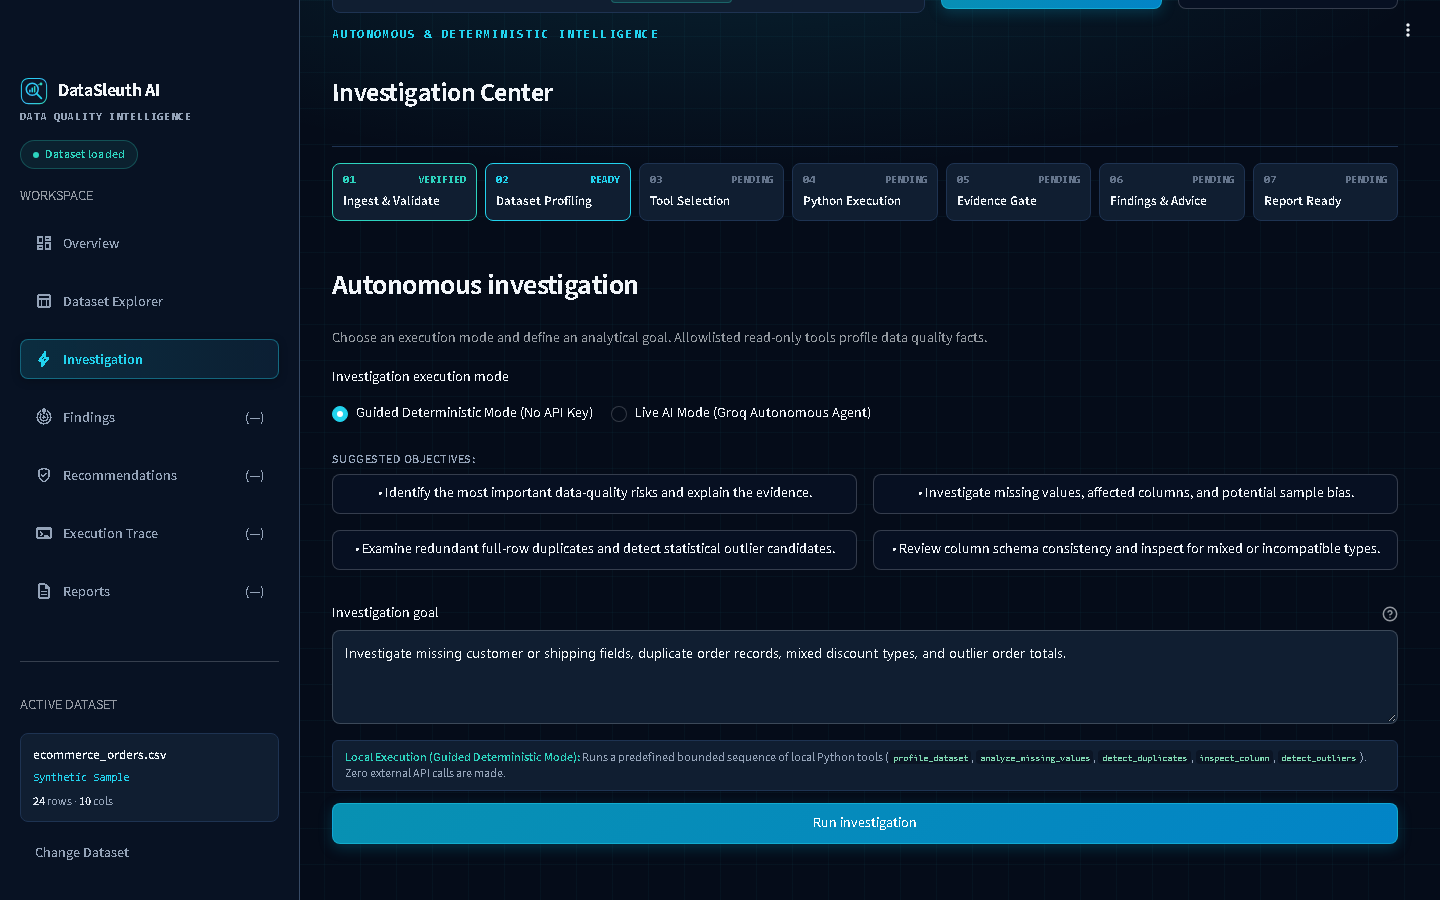 DataSleuth AI
DATA QUALITY INTELLIGENCE
Dataset loaded
WORKSPACE
Overview
Dataset Explorer
Investigation
Findings (—)
Recommendations (—)
Execution Trace (—)
Reports (—)
ACTIVE DATASET
ecommerce_orders.csv
Synthetic Sample
24 rows · 10 cols
Change Dataset
AUTONOMOUS & DETERMINISTIC INTELLIGENCE
Investigation Center
01 VERIFIED
Ingest & Validate
02 READY
Dataset Profiling
03 PENDING
Tool Selection
04 PENDING
Python Execution
05 PENDING
Evidence Gate
06 PENDING
Findings & Advice
07 PENDING
Report Ready
Autonomous investigation
Choose an execution mode and define an analytical goal. Allowlisted read-only tools profile data quality facts.
Investigation execution mode
Guided Deterministic Mode (No API Key) Live AI Mode (Groq Autonomous Agent)
SUGGESTED OBJECTIVES:
• Identify the most important data-quality risks and explain the evidence.
• Investigate missing values, affected columns, and potential sample bias.
• Examine redundant full-row duplicates and detect statistical outlier candidates.
• Review column schema consistency and inspect for mixed or incompatible types.
Investigation goal
Investigate missing customer or shipping fields, duplicate order records, mixed discount types, and outlier order totals.
Local Execution (Guided Deterministic Mode): Runs a predefined bounded sequence of local Python tools ( profile_dataset , analyze_missing_values , detect_duplicates , inspect_column , detect_outliers ).
Zero external API calls are made.
Run investigation